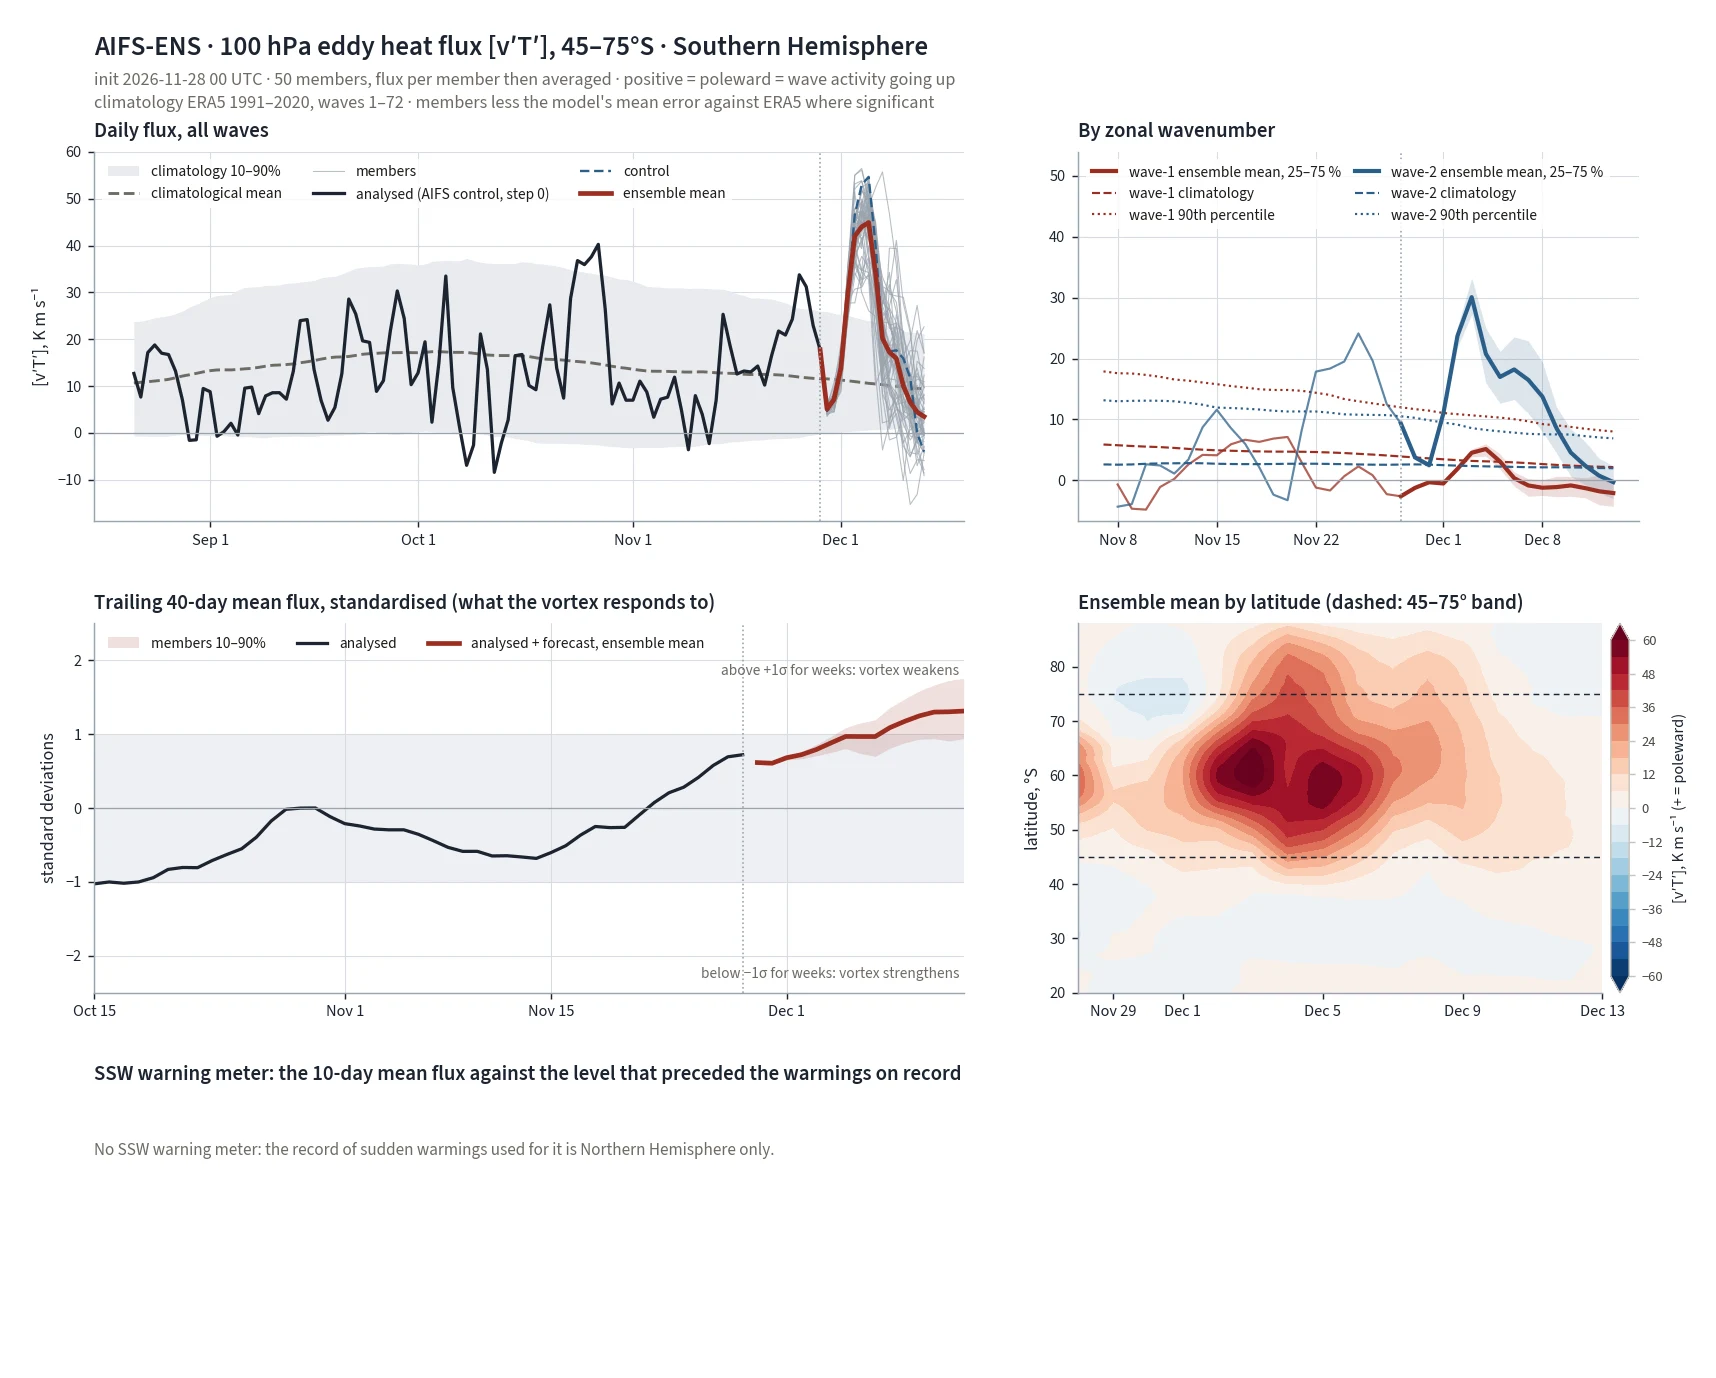 AIFS-ENS · 100 hPa eddy heat flux [v′T′], 45–75°S · Southern Hemisphere
init 2026-11-28 00 UTC · 50 members, flux per member then averaged · positive = poleward = wave activity going up
climatology ERA5 1991–2020, waves 1–72 · members less the model's mean error against ERA5 where significant
Daily flux, all waves
climatology 10–90%
members
control
climatological mean
analysed (AIFS control, step 0)
ensemble mean
[v′T′], K m s⁻¹
60
50
40
30
20
10
0
−10
Sep 1
Oct 1
Nov 1
Dec 1
By zonal wavenumber
wave-1 ensemble mean, 25–75 %
wave-2 ensemble mean, 25–75 %
wave-1 climatology
wave-2 climatology
wave-1 90th percentile
wave-2 90th percentile
50
40
30
20
10
0
Nov 8
Nov 15
Nov 22
Dec 1
Dec 8
Trailing 40-day mean flux, standardised (what the vortex responds to)
members 10–90%
analysed
analysed + forecast, ensemble mean
above +1σ for weeks: vortex weakens
below −1σ for weeks: vortex strengthens
standard deviations
2
1
0
−1
−2
Oct 15
Nov 1
Nov 15
Dec 1
Ensemble mean by latitude (dashed: 45–75° band)
latitude, °S
80
70
60
50
40
30
20
Nov 29
Dec 1
Dec 5
Dec 9
Dec 13
60
48
36
24
12
0
−12
−24
−36
−48
−60
[v′T′], K m s⁻¹ (+ = poleward)
SSW warning meter: the 10-day mean flux against the level that preceded the warmings on record
No SSW warning meter: the record of sudden warmings used for it is Northern Hemisphere only.